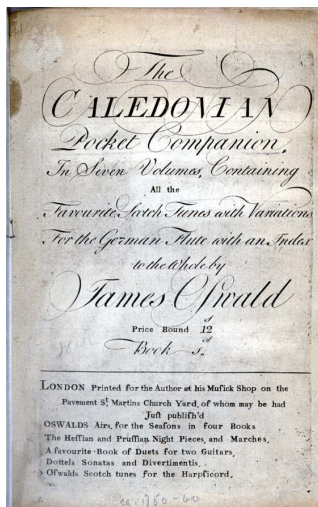 The
CALEDONIAN
Pocket Companion,
In Seven Volumes, Containing
All the
Favourite Scotch Tunes with Variations
For the German Flute with an Index
to the Whole by
James Oswald
s
Price Bound 12
Book
LONDON Printed for the Author at his Musick Shop on the
Pavement St. Martins Church Yard, of whom may be had
Just publish'd
OSWALDS Airs, for the Seasons in four Books
The Hessian and Prussian Night Pieces, and Marches,
A favourite Book of Duets for two Guitars,
Dottels Sonatas and Divertimentis,
Oswalds Scotch tunes for the Harpsicord,
1750-60